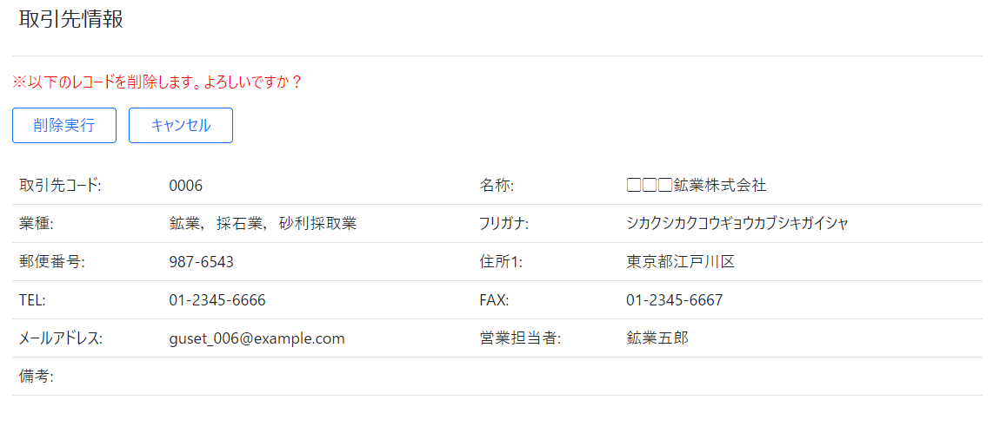 取引先情報
※以下のレコードを削除します。よろしいですか？
削除実行 キャンセル
取引先コード: 0006 名称: □□□鉱業株式会社
業種: 鉱業，採石業，砂利採取業 フリガナ: シカクシカクコウギョウカブシキガイシャ
郵便番号: 987-6543 住所1: 東京都江戸川区
TEL: 01-2345-6666 FAX: 01-2345-6667
メールアドレス: guset_006@example.com 営業担当者: 鉱業五郎
備考: